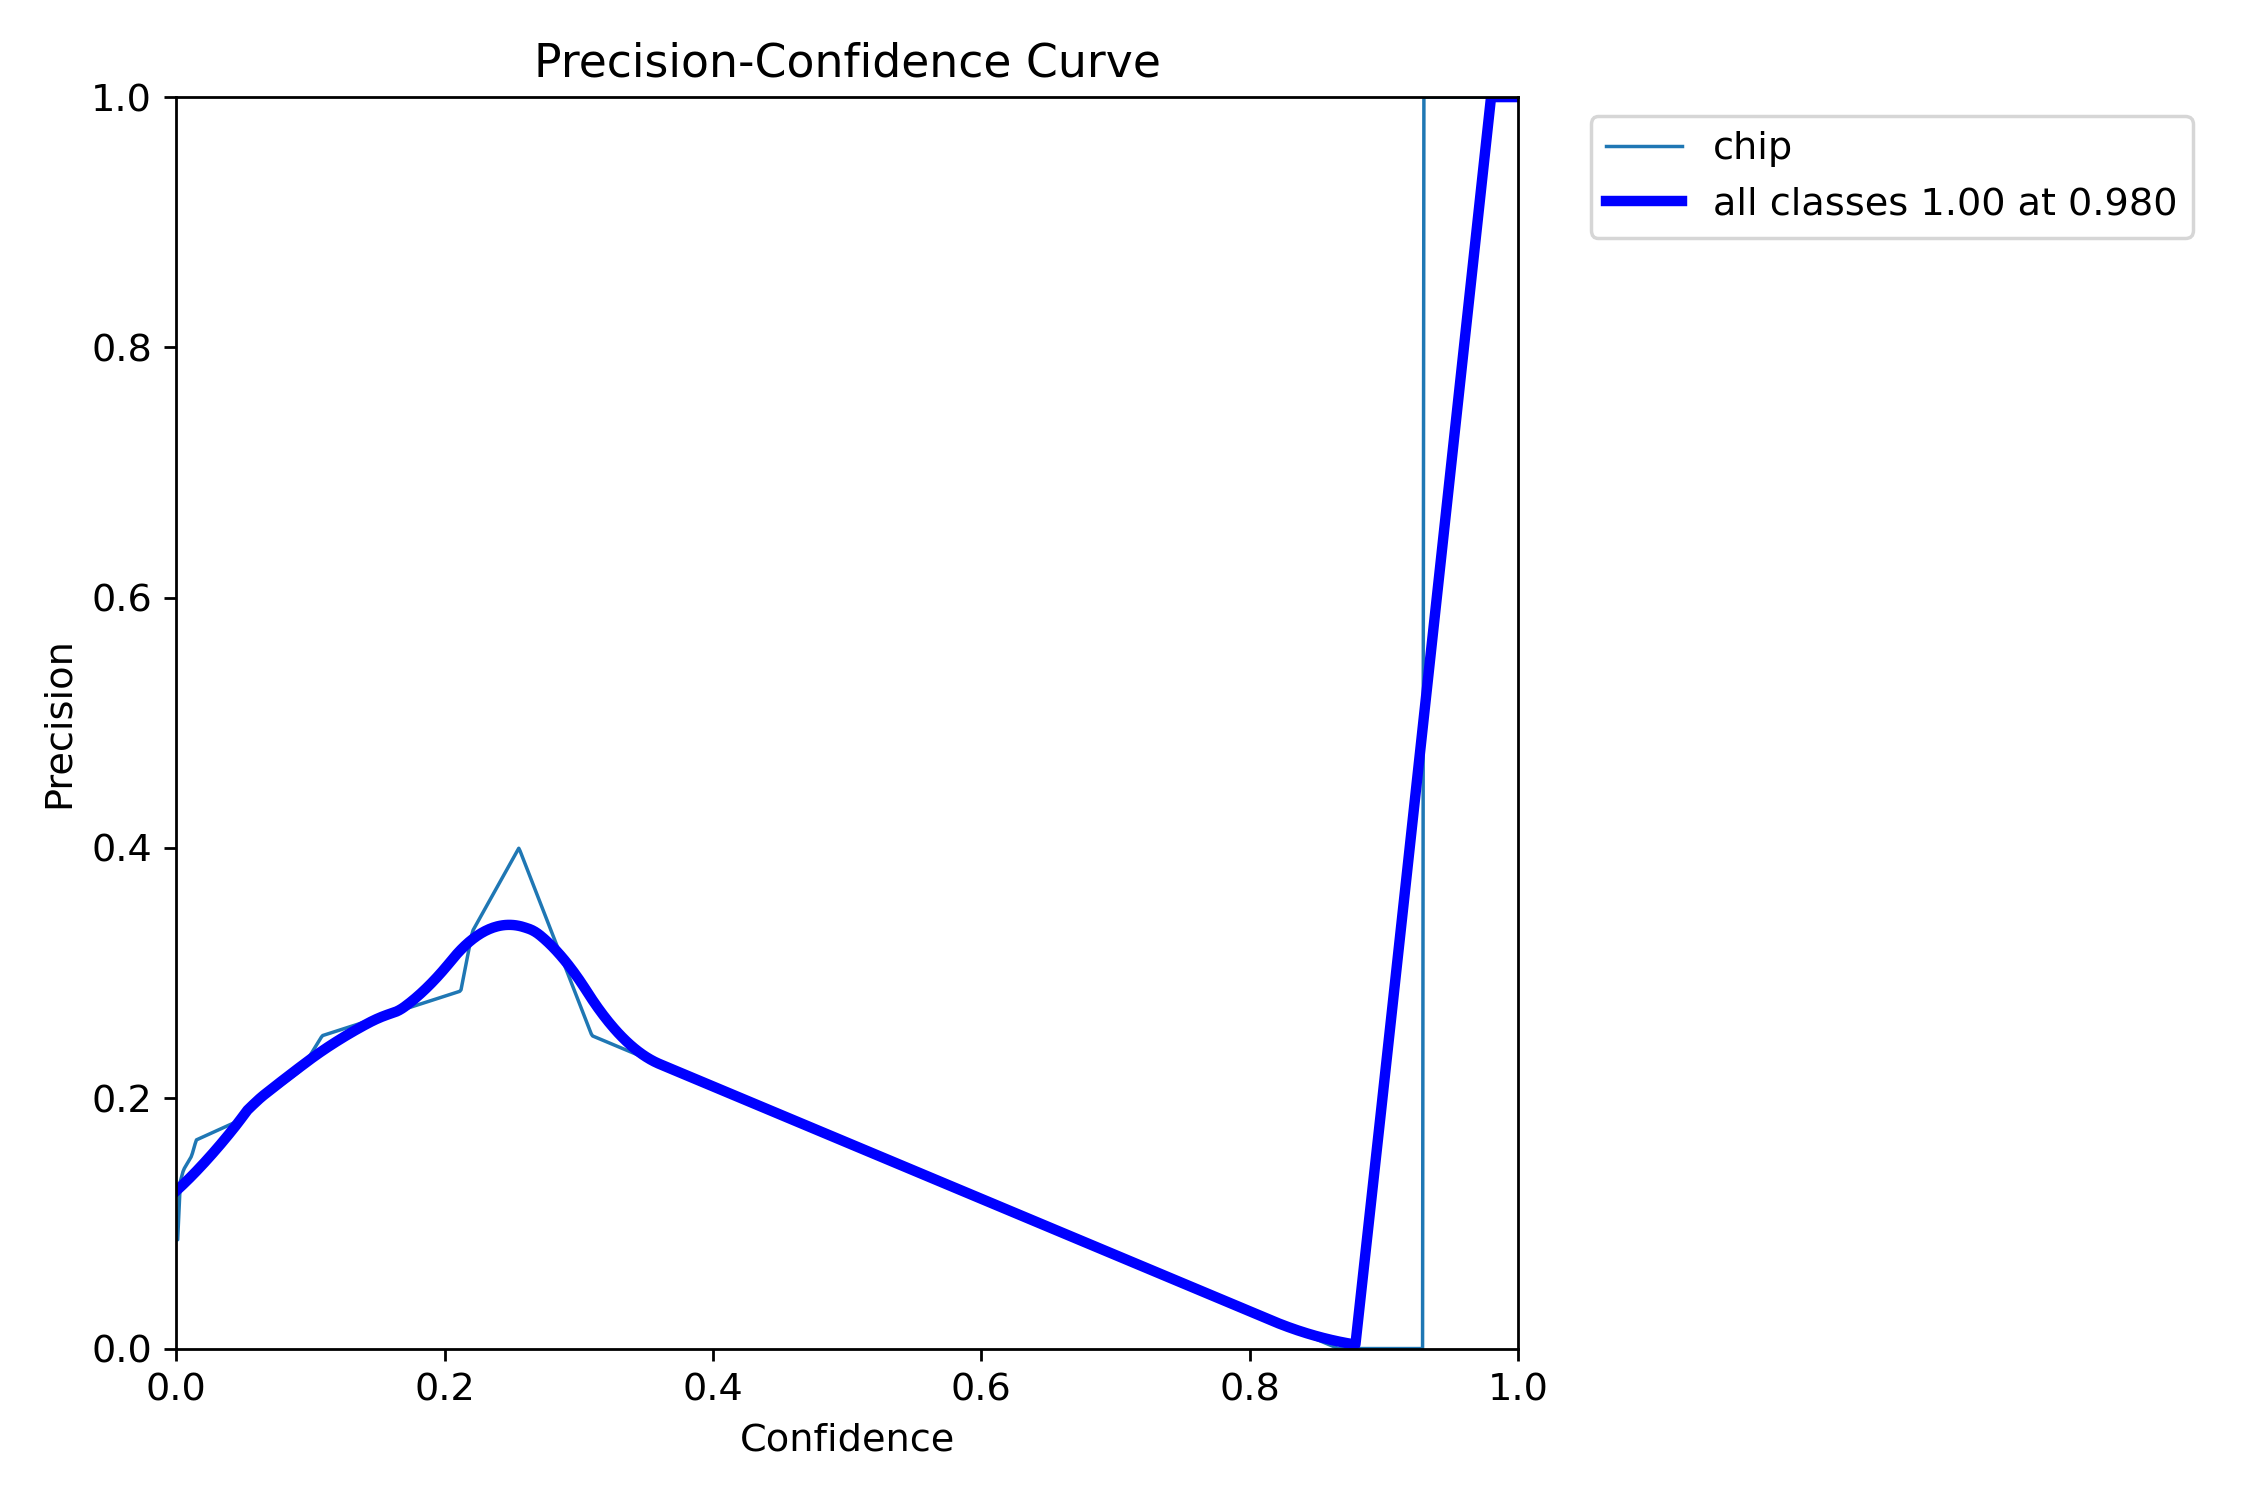 Precision-Confidence Curve
1.0
0.8
0.6
0.4
0.2
0.0
Precision
0.0 0.2 0.4 0.6 0.8 1.0
Confidence
chip
all classes 1.00 at 0.980